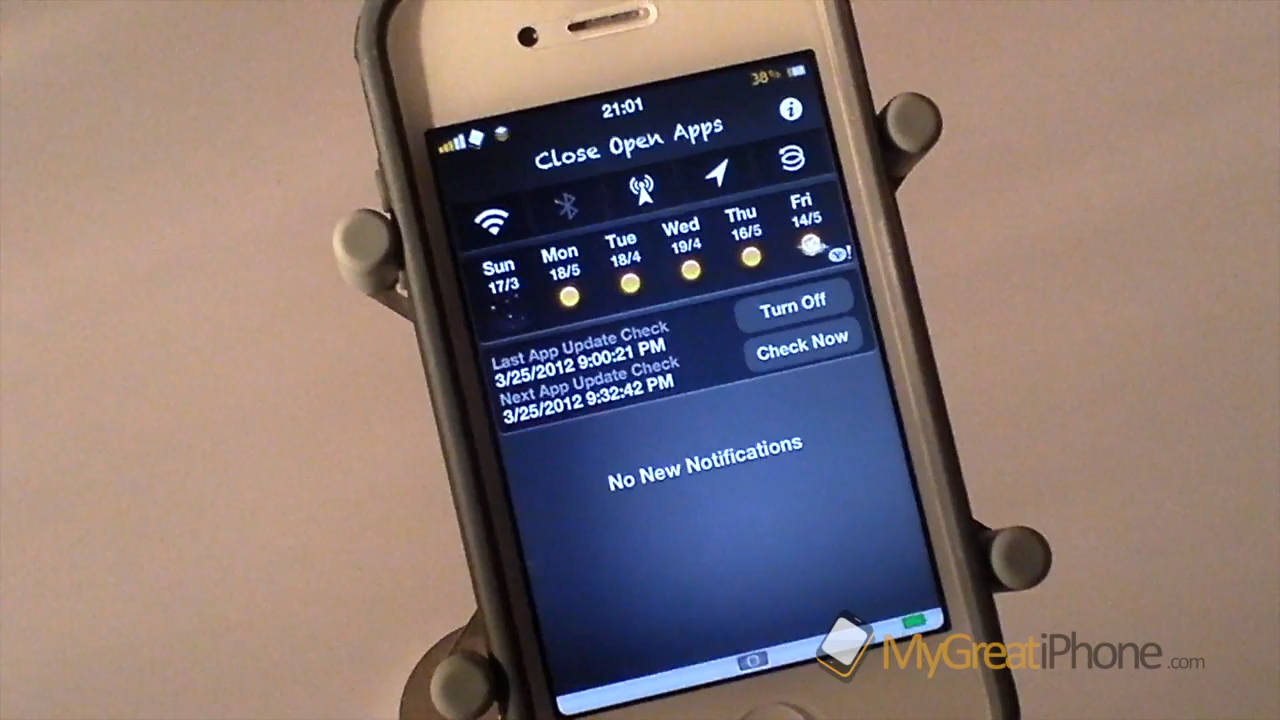 38%
21:01
Close Open Apps
Sun Mon Tue Wed Thu Fri
17/3 18/5 18/4 19/4 16/5 14/5
Last App Update Check
3/25/2012 9:00:21 PM
Next App Update Check
3/25/2012 9:32:42 PM
Turn Off
Check Now
No New Notifications
MyGreatiPhone.com